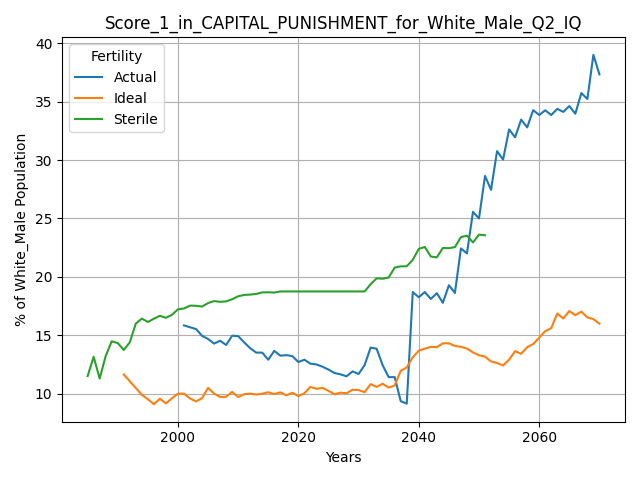 Score_1_in_CAPITAL_PUNISHMENT_for_White_Male_Q2_IQ
40
35
30
25
20
15
10
% of White_Male Population
Fertility
Actual
Ideal
Sterile
2000
2020
2040
2060
Years